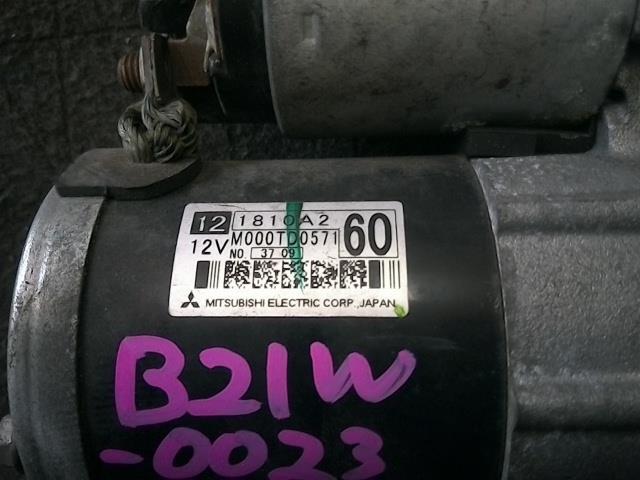 12 1810A2 60
12V M000TD0571
NO. 37 09
MITSUBISHI ELECTRIC CORP., JAPAN
B21W
-0023